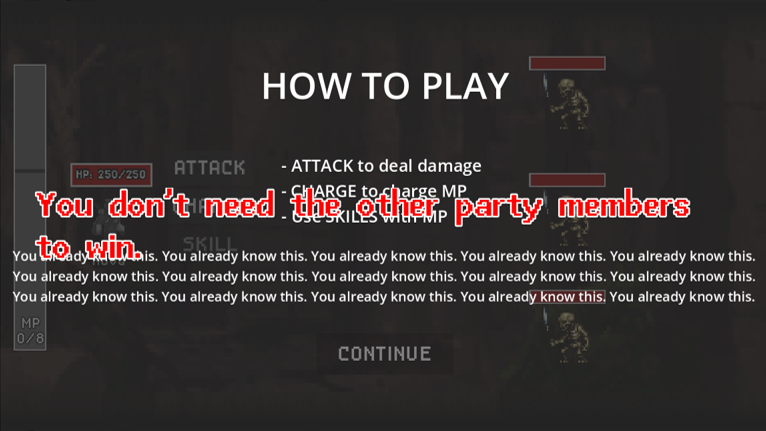 HOW TO PLAY
HP: 250/250
ATTACK
- ATTACK to deal damage
- CHARGE to charge MP
- Use SKILLS with MP
You don't need the other party members
to win.
SKILL
You already know this. You already know this. You already know this. You already know this. You already know this.
You already know this. You already know this. You already know this. You already know this. You already know this.
You already know this. You already know this. You already know this. You already know this. You already know this.
MP
0/8
CONTINUE